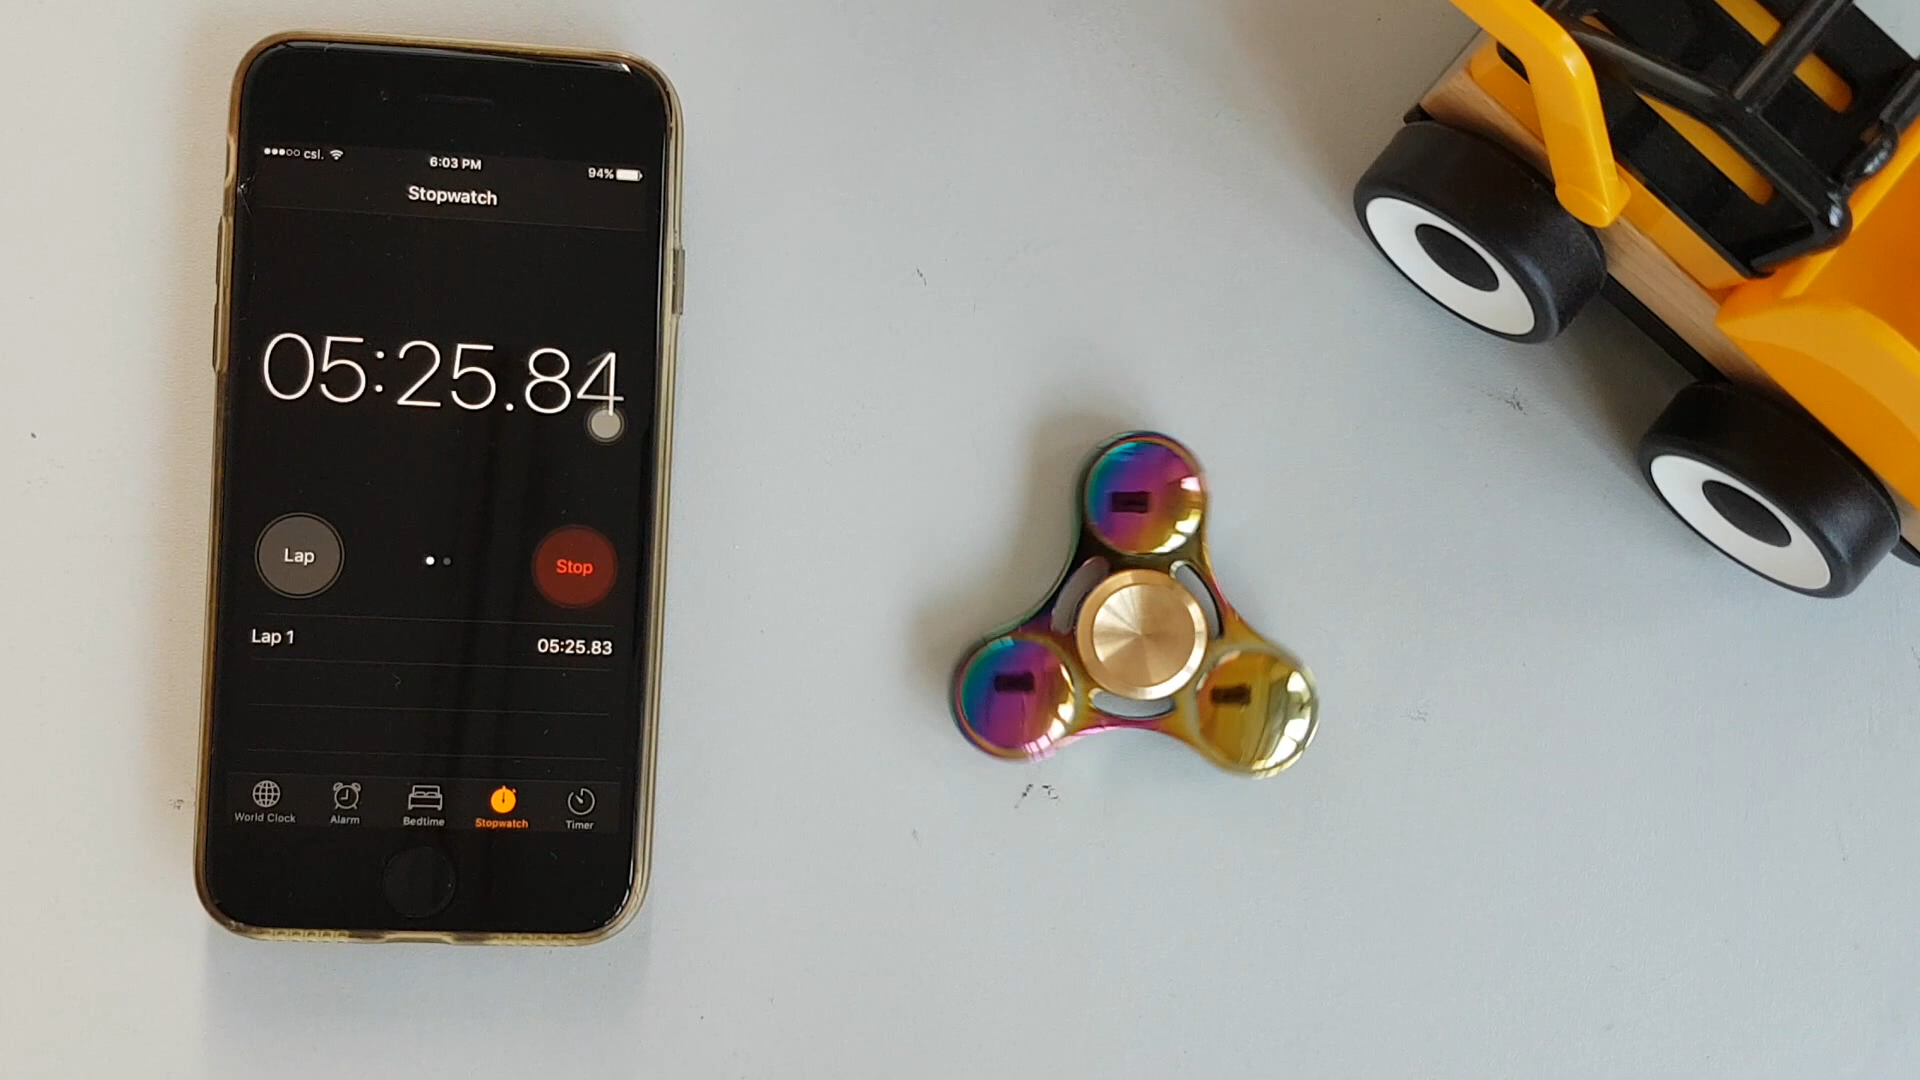 ●●●○○ csl. 6:03 PM 94%
Stopwatch
05:25.84
Lap Stop
Lap 1 05:25.83
World Clock Alarm Bedtime Stopwatch Timer